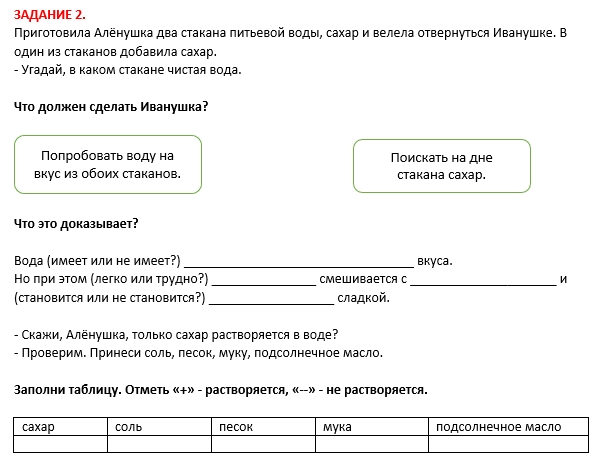 ЗАДАНИЕ 2.
Приготовила Алёнушка два стакана питьевой воды, сахар и велела отвернуться Иванушке. В
один из стаканов добавила сахар.
- Угадай, в каком стакане чистая вода.
Что должен сделать Иванушка?
Попробовать воду на
вкус из обоих стаканов.
Поискать на дне
стакана сахар.
Что это доказывает?
Вода (имеет или не имеет?) _________________________________ вкуса.
Но при этом (легко или трудно?) _______________ смешивается с _____________________ и
(становится или не становится?) __________________ сладкой.
- Скажи, Алёнушка, только сахар растворяется в воде?
- Проверим. Принеси соль, песок, муку, подсолнечное масло.
Заполни таблицу. Отметь «+» - растворяется, «--» - не растворяется.
сахар соль песок мука подсолнечное масло